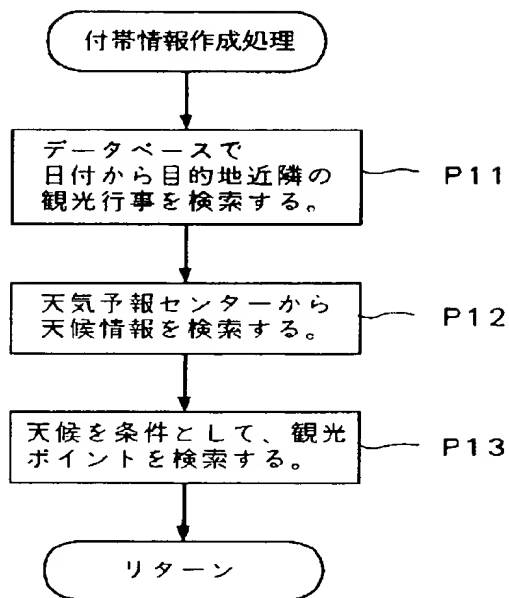 付帯情報作成処理
データベースで
日付から目的地近隣の
観光行事を検索する。
P11
天気予報センターから
天候情報を検索する。
P12
天候を条件として、観光
ポイントを検索する。
P13
リターン